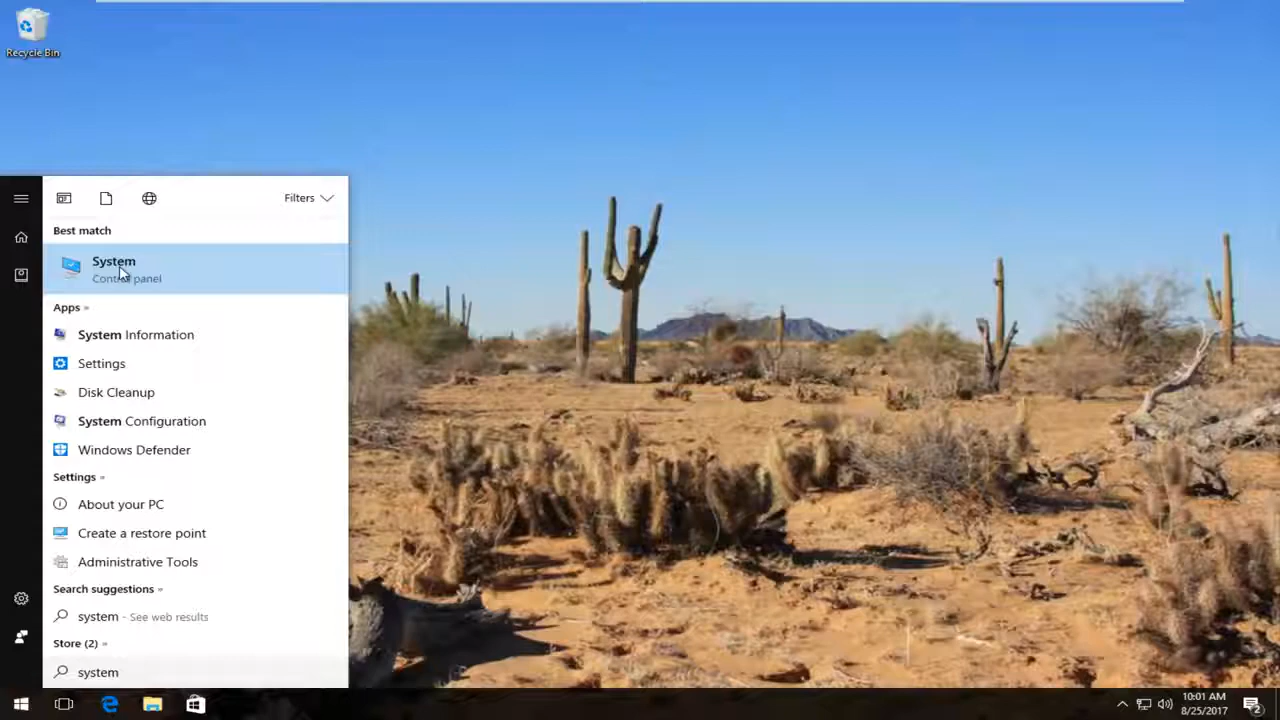 Recycle Bin
Filters
Best match
System
Control panel
Apps »
System Information
Settings
Disk Cleanup
System Configuration
Windows Defender
Settings »
About your PC
Create a restore point
Administrative Tools
Search suggestions »
system - See web results
Store (2) »
system
10:01 AM
8/25/2017
2